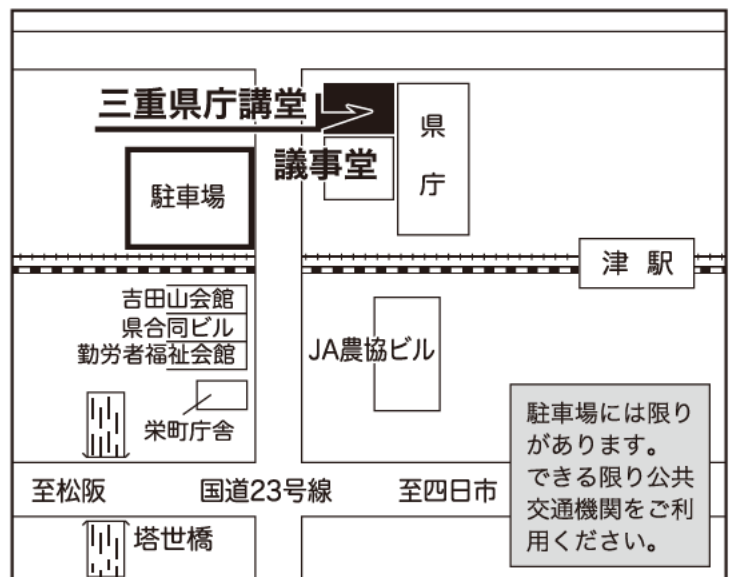 三重県庁講堂
県庁
議事堂
駐車場
津駅
吉田山会館
県合同ビル
勤労者福祉会館
JA農協ビル
栄町庁舎
駐車場には限り
があります。
できる限り公共
交通機関をご利
用ください。
至松阪
国道23号線
至四日市
塔世橋